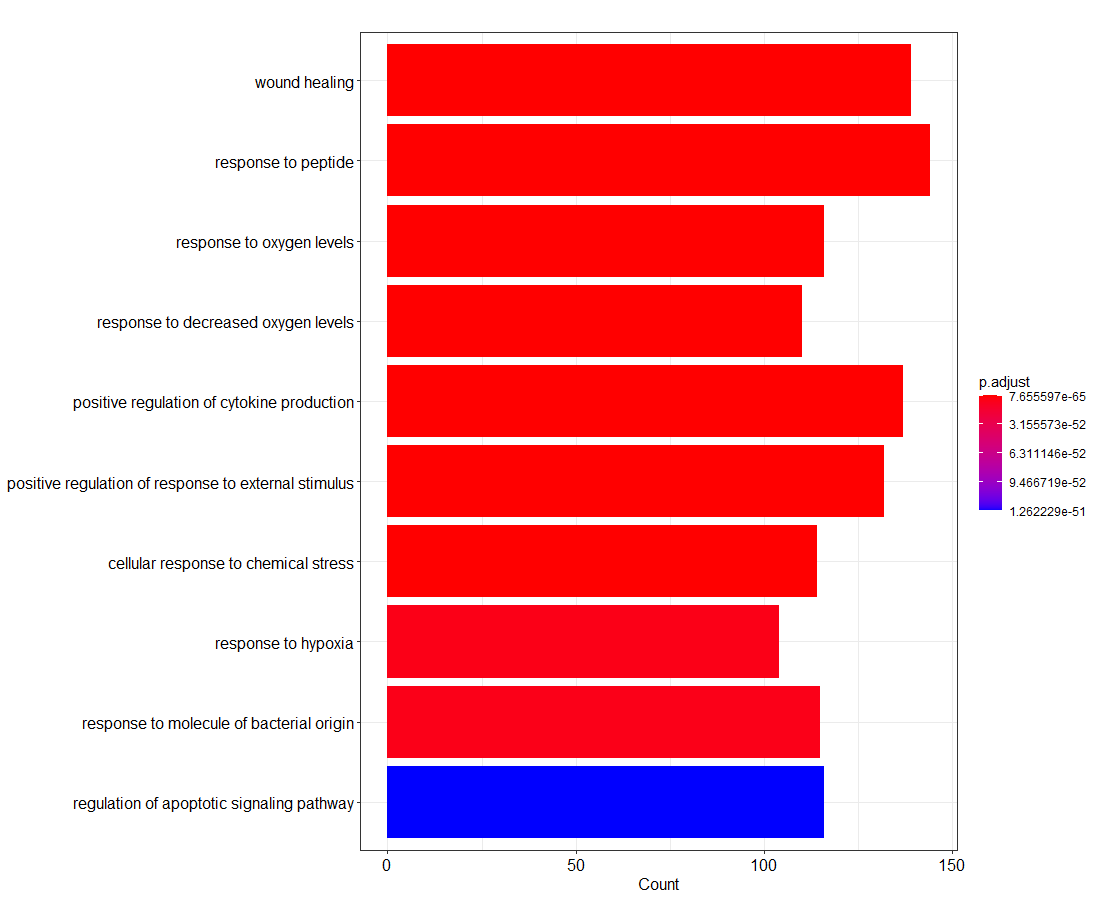 wound healing
response to peptide
response to oxygen levels
response to decreased oxygen levels
positive regulation of cytokine production
positive regulation of response to external stimulus
cellular response to chemical stress
response to hypoxia
response to molecule of bacterial origin
regulation of apoptotic signaling pathway
0 50 100 150
Count
p.adjust
7.655597e-65
3.155573e-52
6.311146e-52
9.466719e-52
1.262229e-51